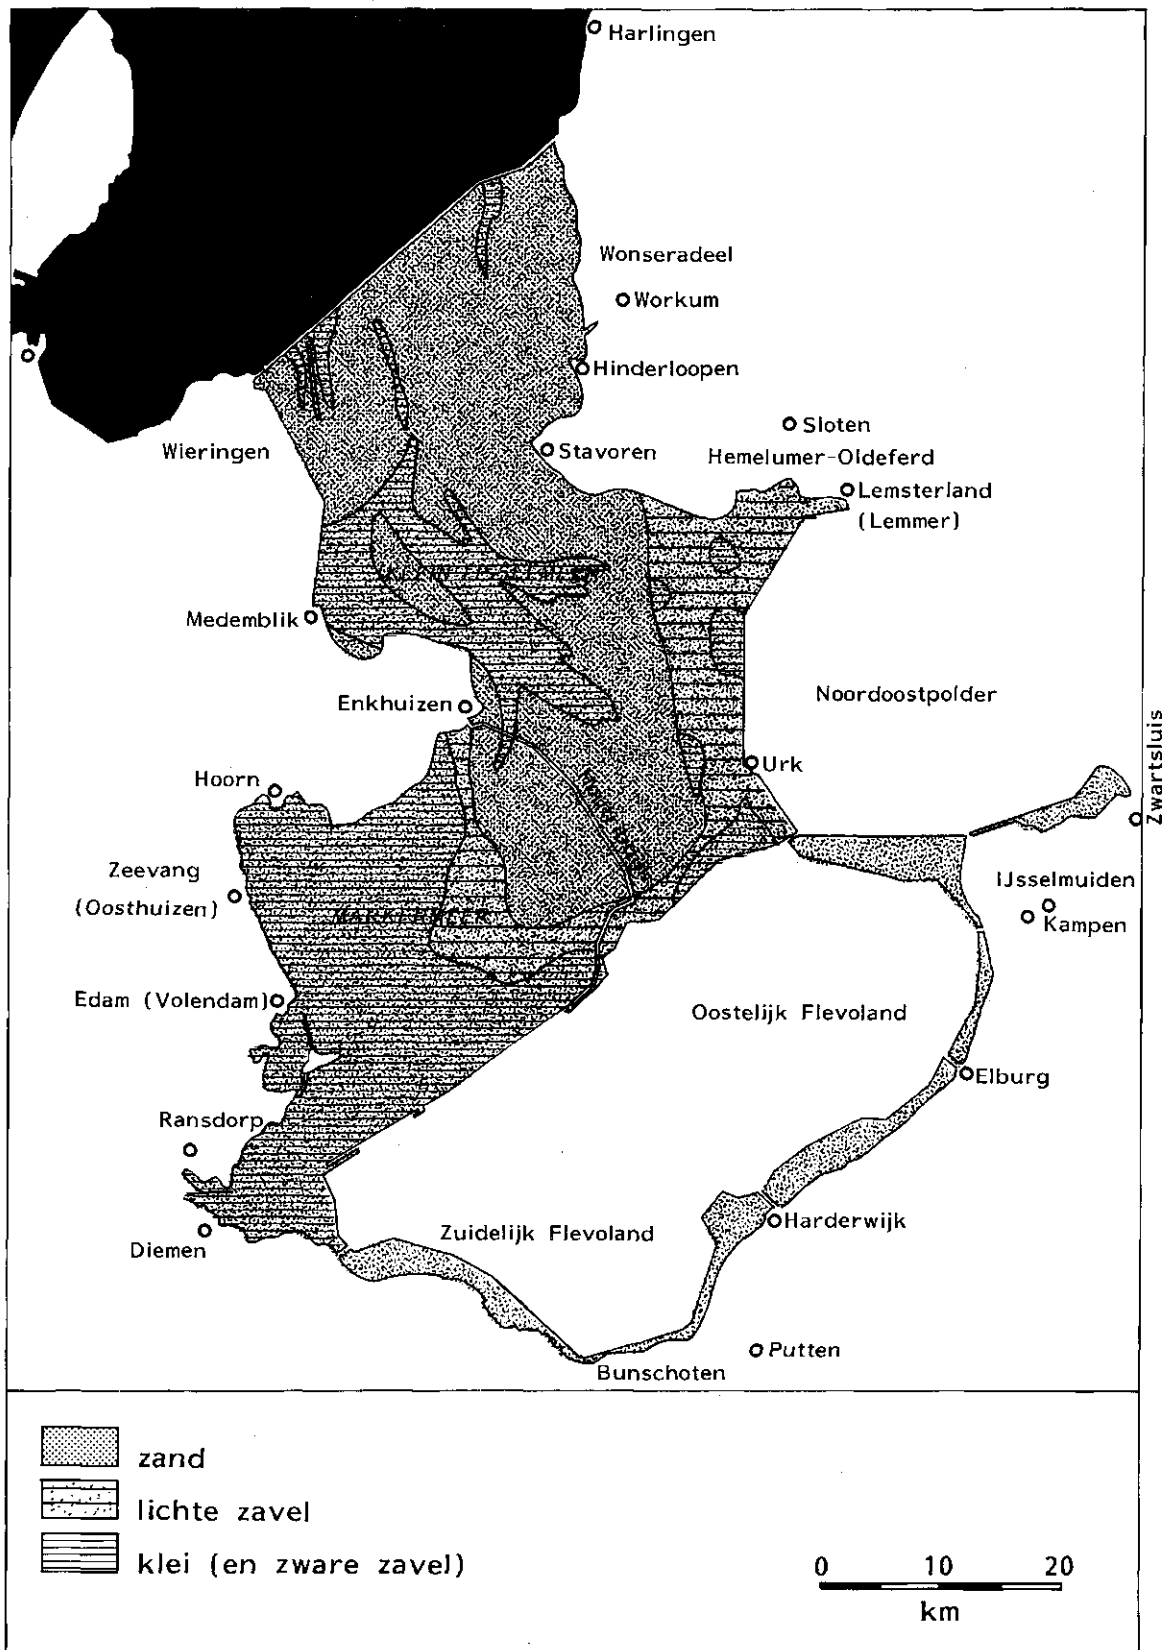 Harlingen
Wonseradeel
Workum
Hinderloopen
Sloten
Wieringen
Stavoren
Hemelumer-Oldeferd
Lemsterland
(Lemmer)
Medemblik
Enkhuizen
Noordoostpolder
Urk
Hoorn
Zwartsluis
Zeevang
(Oosthuizen)
IJsselmuiden
Kampen
MARKERMEER
Edam (Volendam)
Oostelijk Flevoland
Elburg
Ransdorp
Harderwijk
Zuidelijk Flevoland
Diemen
Putten
Bunschoten
zand
lichte zavel
klei (en zware zavel)
0 10 20
km